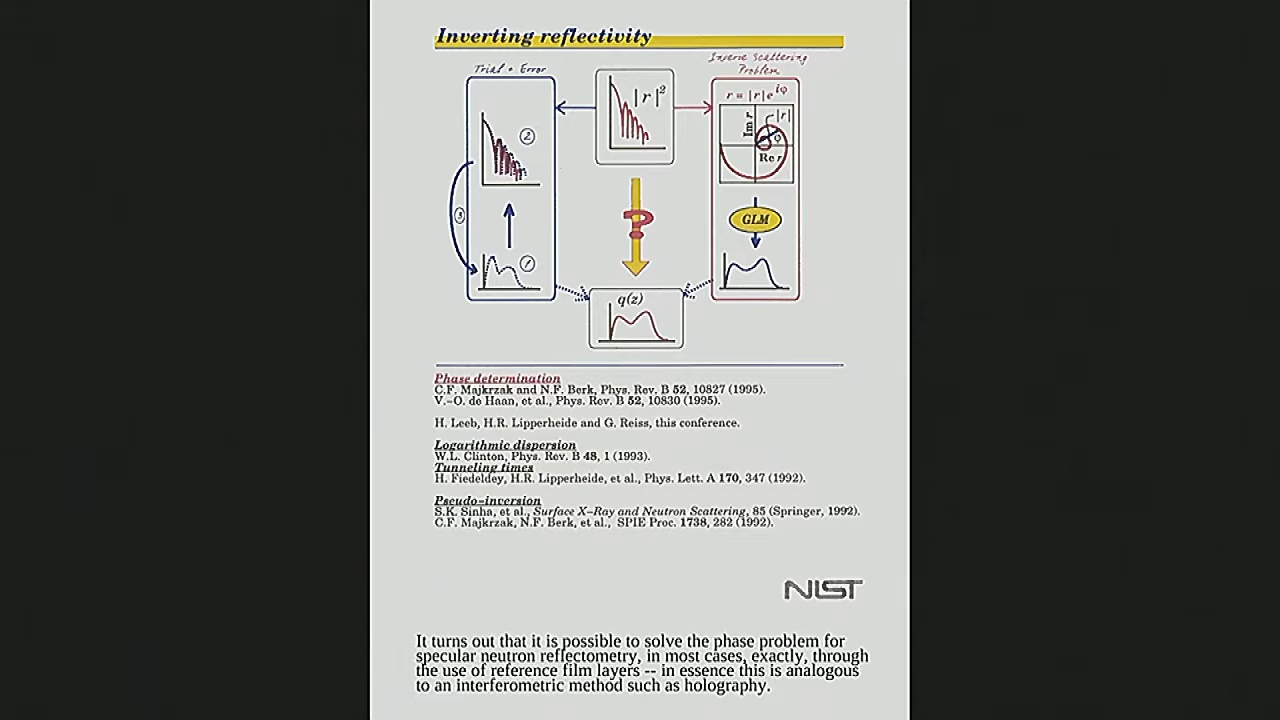 Inverting reflectivity
Trial + Error
Inverse Scattering
Problem
|r|²
r = |r|e^iφ
|r|
φ
Im r
Re r
2
3
?
GLM
1
q(z)
Phase determination
C.F. Majkrzak and N.F. Berk, Phys. Rev. B 52, 10827 (1995).
V.-O. de Haan, et al., Phys. Rev. B 52, 10830 (1995).
H. Leeb, H.R. Lipperheide and G. Reiss, this conference.
Logarithmic dispersion
W.L. Clinton, Phys. Rev. B 48, 1 (1993).
Tunneling times
H. Fiedeldey, H.R. Lipperheide, et al., Phys. Lett. A 170, 347 (1992).
Pseudo-inversion
S.K. Sinha, et al., Surface X-Ray and Neutron Scattering, 85 (Springer, 1992).
C.F. Majkrzak, N.F. Berk, et al., SPIE Proc. 1738, 282 (1992).
NIST
It turns out that it is possible to solve the phase problem for
specular neutron reflectometry, in most cases, exactly, through
the use of reference film layers -- in essence this is analogous
to an interferometric method such as holography.